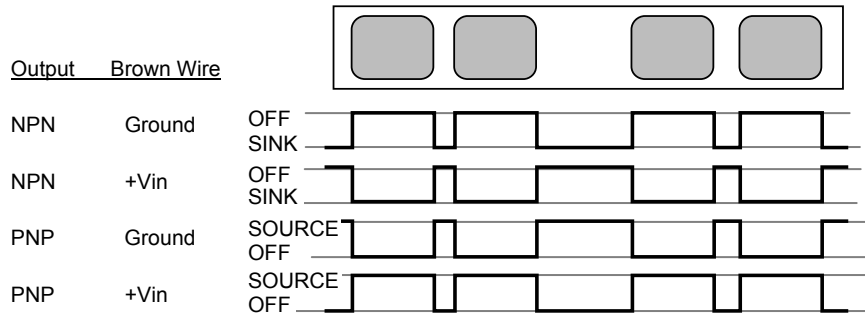 Output Brown Wire
NPN Ground OFF
SINK
NPN +Vin OFF
SINK
PNP Ground SOURCE
OFF
PNP +Vin SOURCE
OFF